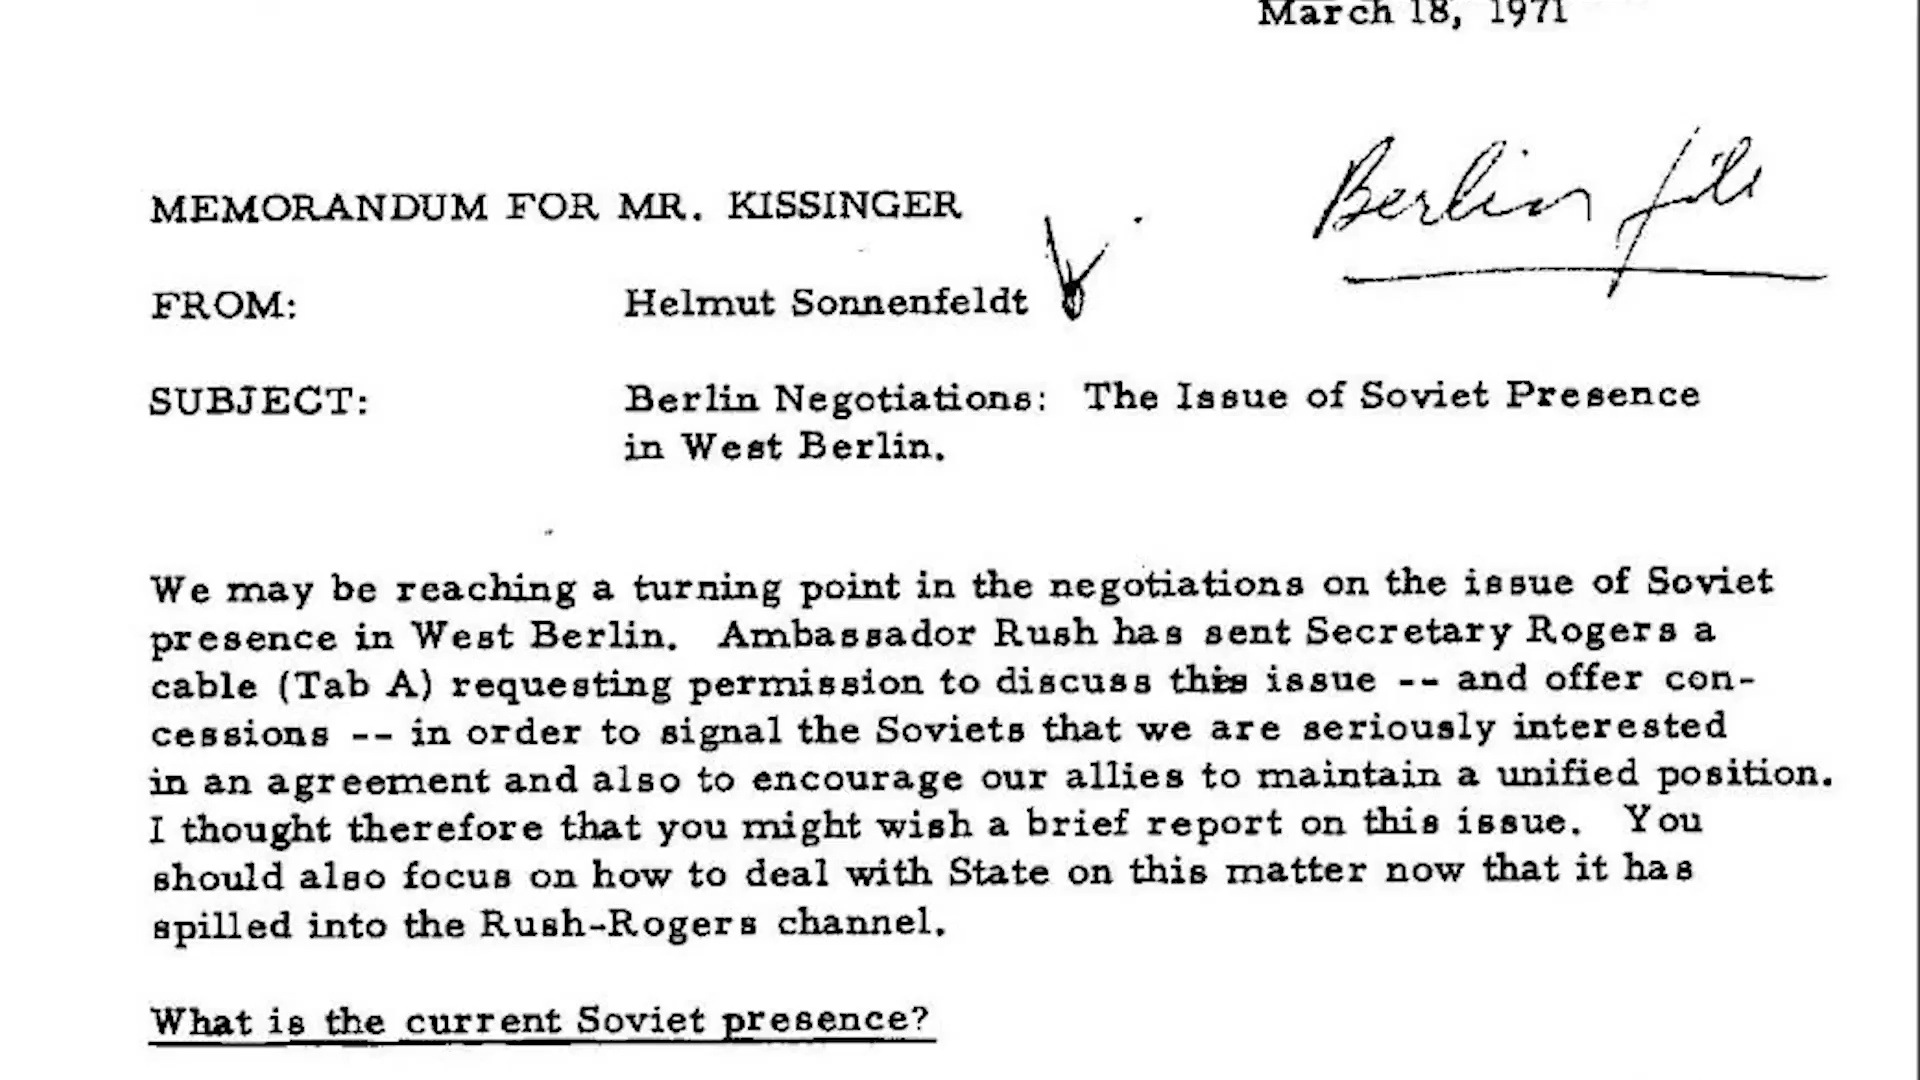 March 18, 1971
Berlin file
MEMORANDUM FOR MR. KISSINGER
FROM: Helmut Sonnenfeldt
SUBJECT: Berlin Negotiations: The Issue of Soviet Presence
in West Berlin.
We may be reaching a turning point in the negotiations on the issue of Soviet
presence in West Berlin. Ambassador Rush has sent Secretary Rogers a
cable (Tab A) requesting permission to discuss this issue -- and offer con-
cessions -- in order to signal the Soviets that we are seriously interested
in an agreement and also to encourage our allies to maintain a unified position.
I thought therefore that you might wish a brief report on this issue. You
should also focus on how to deal with State on this matter now that it has
spilled into the Rush-Rogers channel.
What is the current Soviet presence?